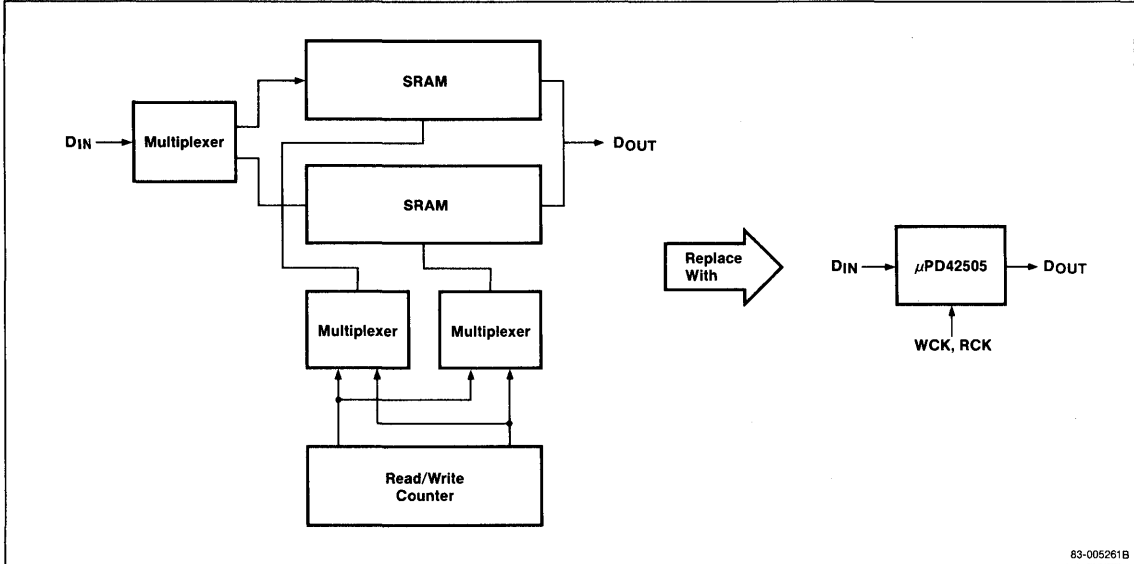 SRAM
DIN
Multiplexer
DOUT
SRAM
Replace
With
DIN
μPD42505
DOUT
WCK, RCK
Multiplexer
Multiplexer
Read/Write
Counter
83-005261B